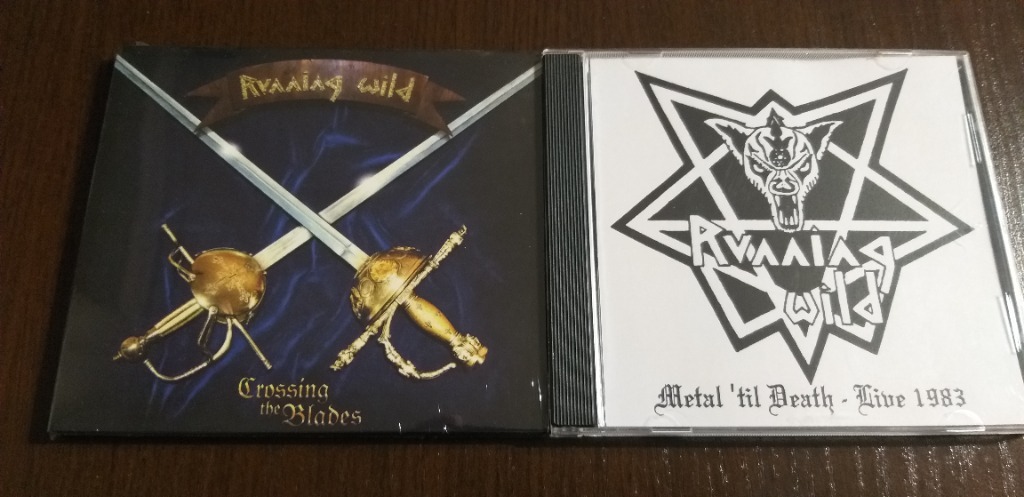 Running Wild
Crossing
the Blades
Running
Wild
Metal 'til Death - Live 1983